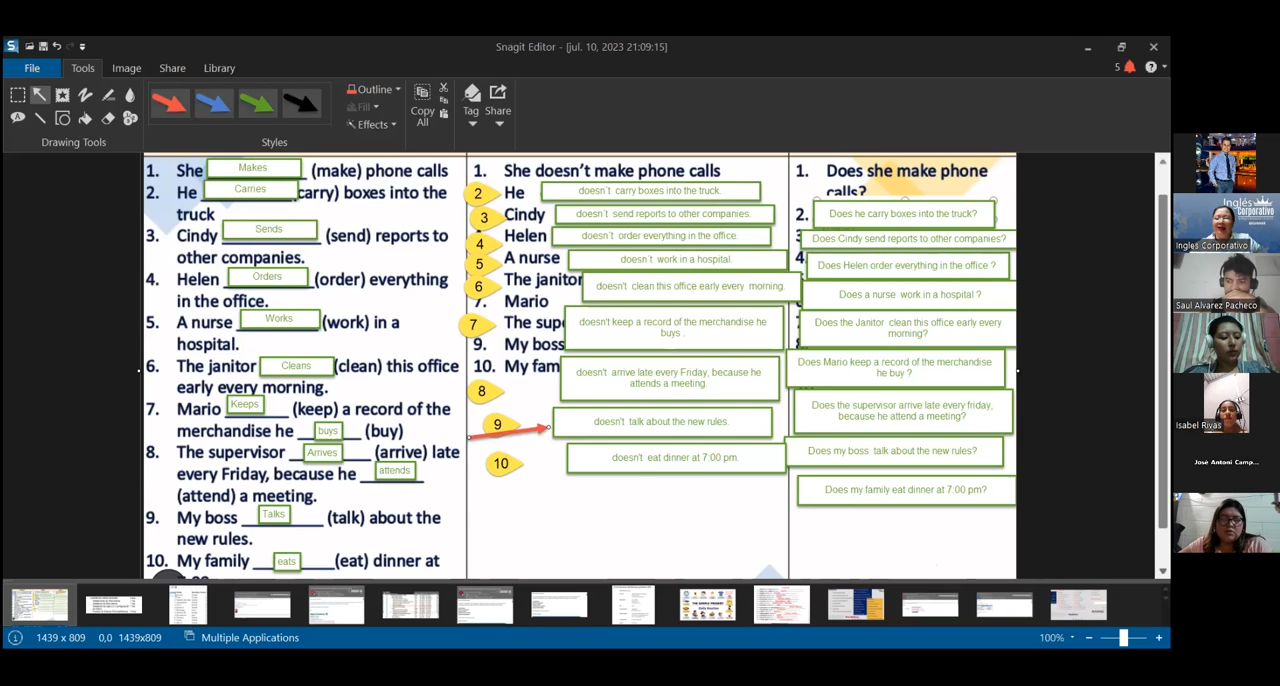 Snagit Editor - [jul. 10, 2023 21:09:15]
File Tools Image Share Library
5
Outline
Fill
Effects
Copy All
Tag
Share
Drawing Tools
Styles
1. She Makes (make) phone calls
2. He Carries (carry) boxes into the
truck
3. Cindy Sends (send) reports to
other companies.
4. Helen Orders (order) everything
in the office.
5. A nurse Works (work) in a
hospital.
6. The janitor Cleans (clean) this office
early every morning.
7. Mario Keeps (keep) a record of the
merchandise he buys (buy)
8. The supervisor Arrives (arrive) late
every Friday, because he attends
(attend) a meeting.
9. My boss Talks (talk) about the
new rules.
10. My family eats (eat) dinner at
1. She doesn't make phone calls
2 He doesn´t carry boxes into the truck.
3 Cindy doesn´t send reports to other companies.
4 Helen doesn´t order everything in the office.
5 A nurse doesn´t work in a hospital.
6 The janitor doesn't clean this office early every morning.
7. Mario
7 The sup doesn't keep a record of the merchandise he
buys .
9. My boss
10. My fam
8 doesn't arrive late every Friday, because he
attends a meeting.
9 doesn't talk about the new rules.
10 doesn't eat dinner at 7:00 pm.
1. Does she make phone
calls?
2. Does he carry boxes into the truck?
3 Does Cindy send reports to other companies?
4 Does Helen order everything in the office ?
Does a nurse work in a hospital ?
Does the Janitor clean this office early every
morning?
Does Mario keep a record of the merchandise
he buy ?
Does the supervisor arrive late every friday,
because he attend a meeting?
Does my boss talk about the new rules?
Does my family eat dinner at 7:00 pm?
1439 x 809 0,0 1439x809 Multiple Applications 100%
Inglés
Corporativo
Ingles Corporativo
Saul Alvarez Pacheco
Isabel Rivas
José Antoni Camp...